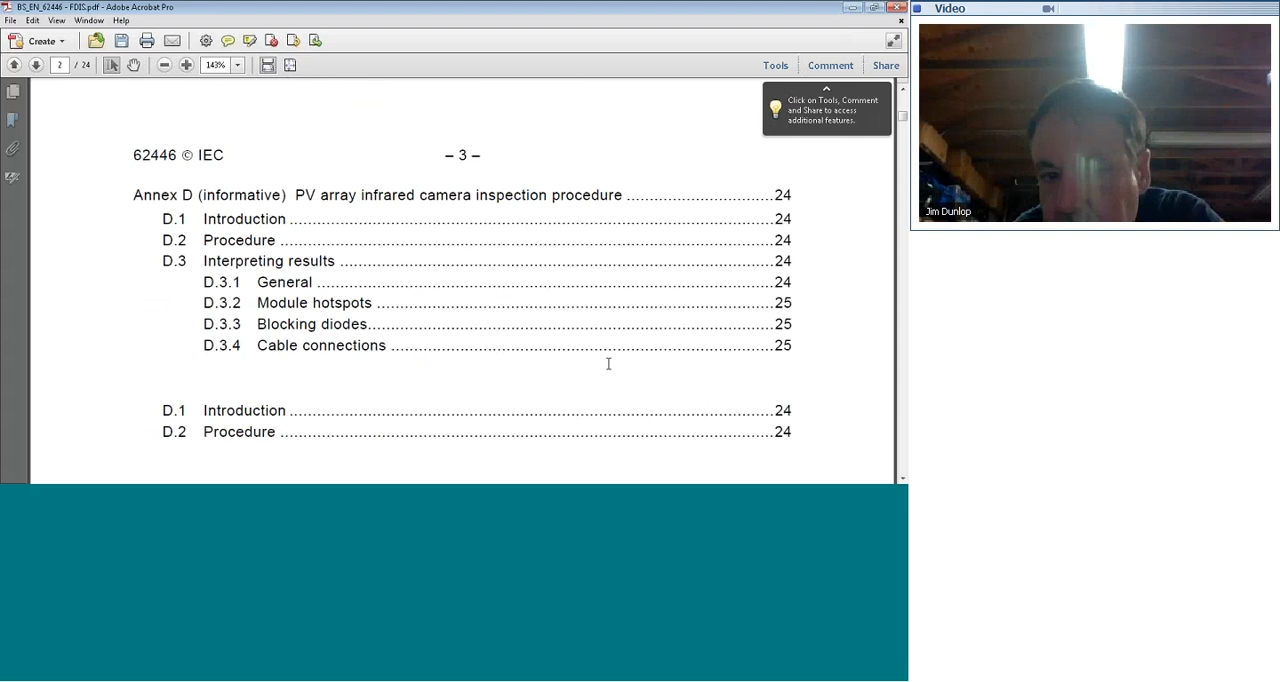 BS_EN_62446 - FDIS.pdf - Adobe Acrobat Pro
File Edit View Window Help
Create
2 / 24 143% Tools Comment Share
Click on Tools, Comment
and Share to access
additional features.
62446 © IEC – 3 –
Annex D (informative) PV array infrared camera inspection procedure ................................24
D.1 Introduction ........................................................................................................24
D.2 Procedure ..........................................................................................................24
D.3 Interpreting results .............................................................................................24
D.3.1 General ...................................................................................................24
D.3.2 Module hotspots ......................................................................................25
D.3.3 Blocking diodes........................................................................................25
D.3.4 Cable connections ...................................................................................25
D.1 Introduction ........................................................................................................24
D.2 Procedure ..........................................................................................................24
Video
Jim Dunlop